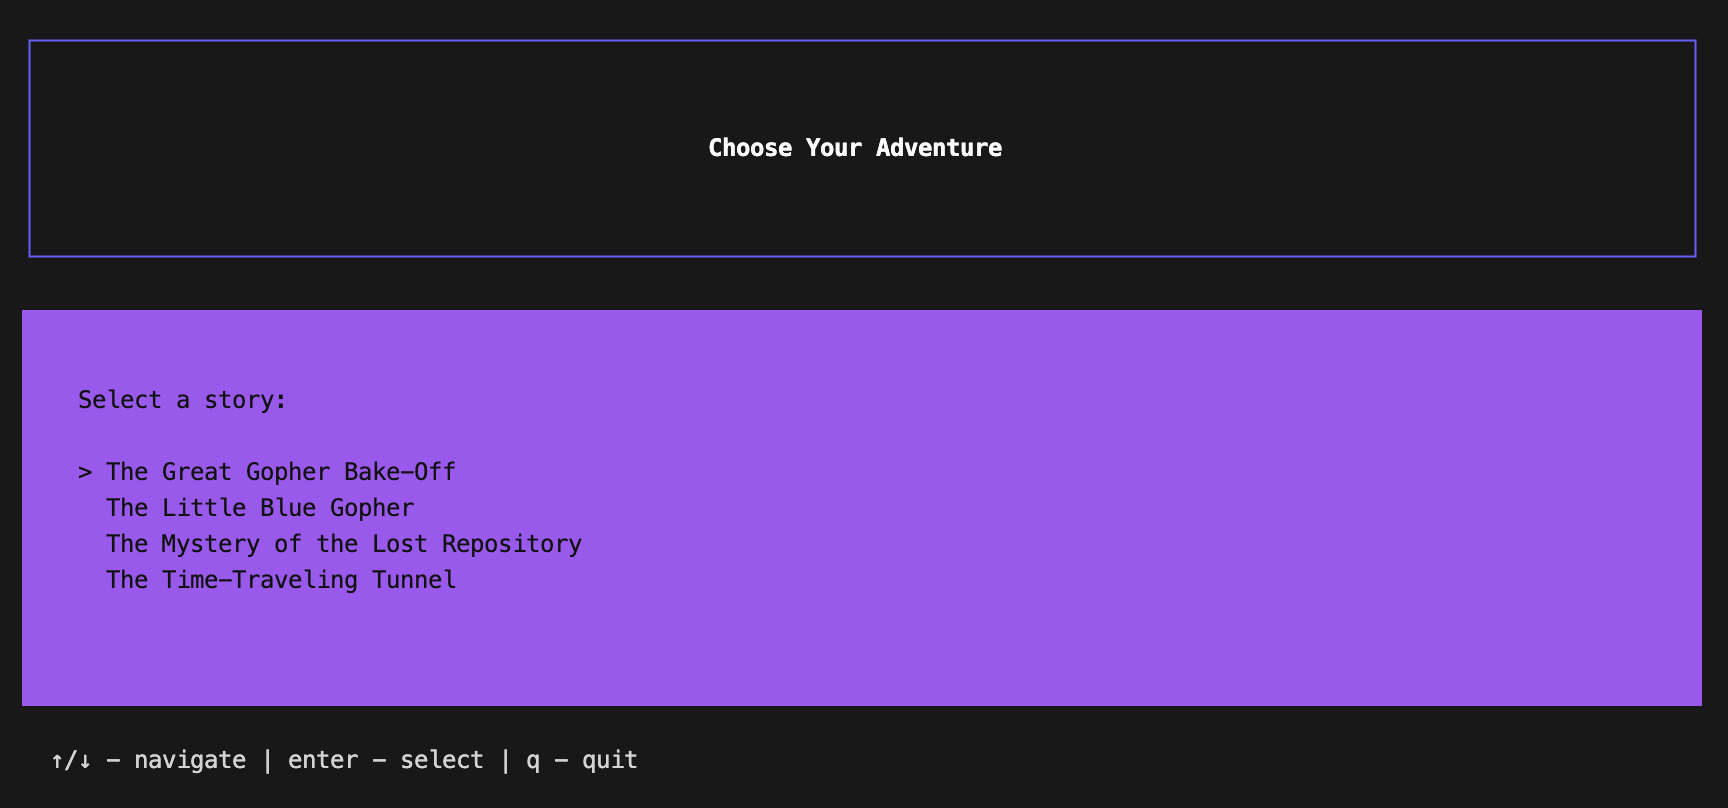 Choose Your Adventure
Select a story:
> The Great Gopher Bake-Off
The Little Blue Gopher
The Mystery of the Lost Repository
The Time-Traveling Tunnel
↑/↓ - navigate | enter - select | q - quit